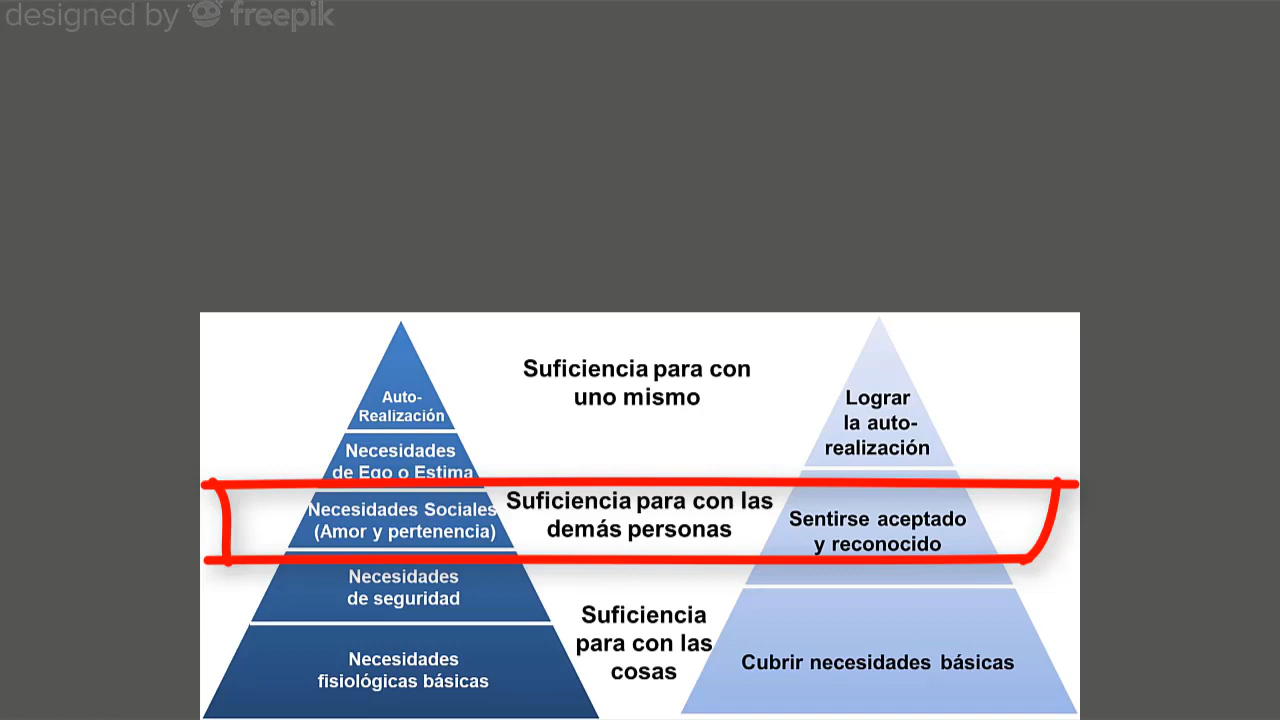 designed by freepik
Auto-
Realización
Necesidades
de Ego o Estima
Necesidades Sociales
(Amor y pertenencia)
Necesidades
de seguridad
Necesidades
fisiológicas básicas
Suficiencia para con
uno mismo
Suficiencia para con las
demás personas
Suficiencia
para con las
cosas
Lograr
la auto-
realización
Sentirse aceptado
y reconocido
Cubrir necesidades básicas